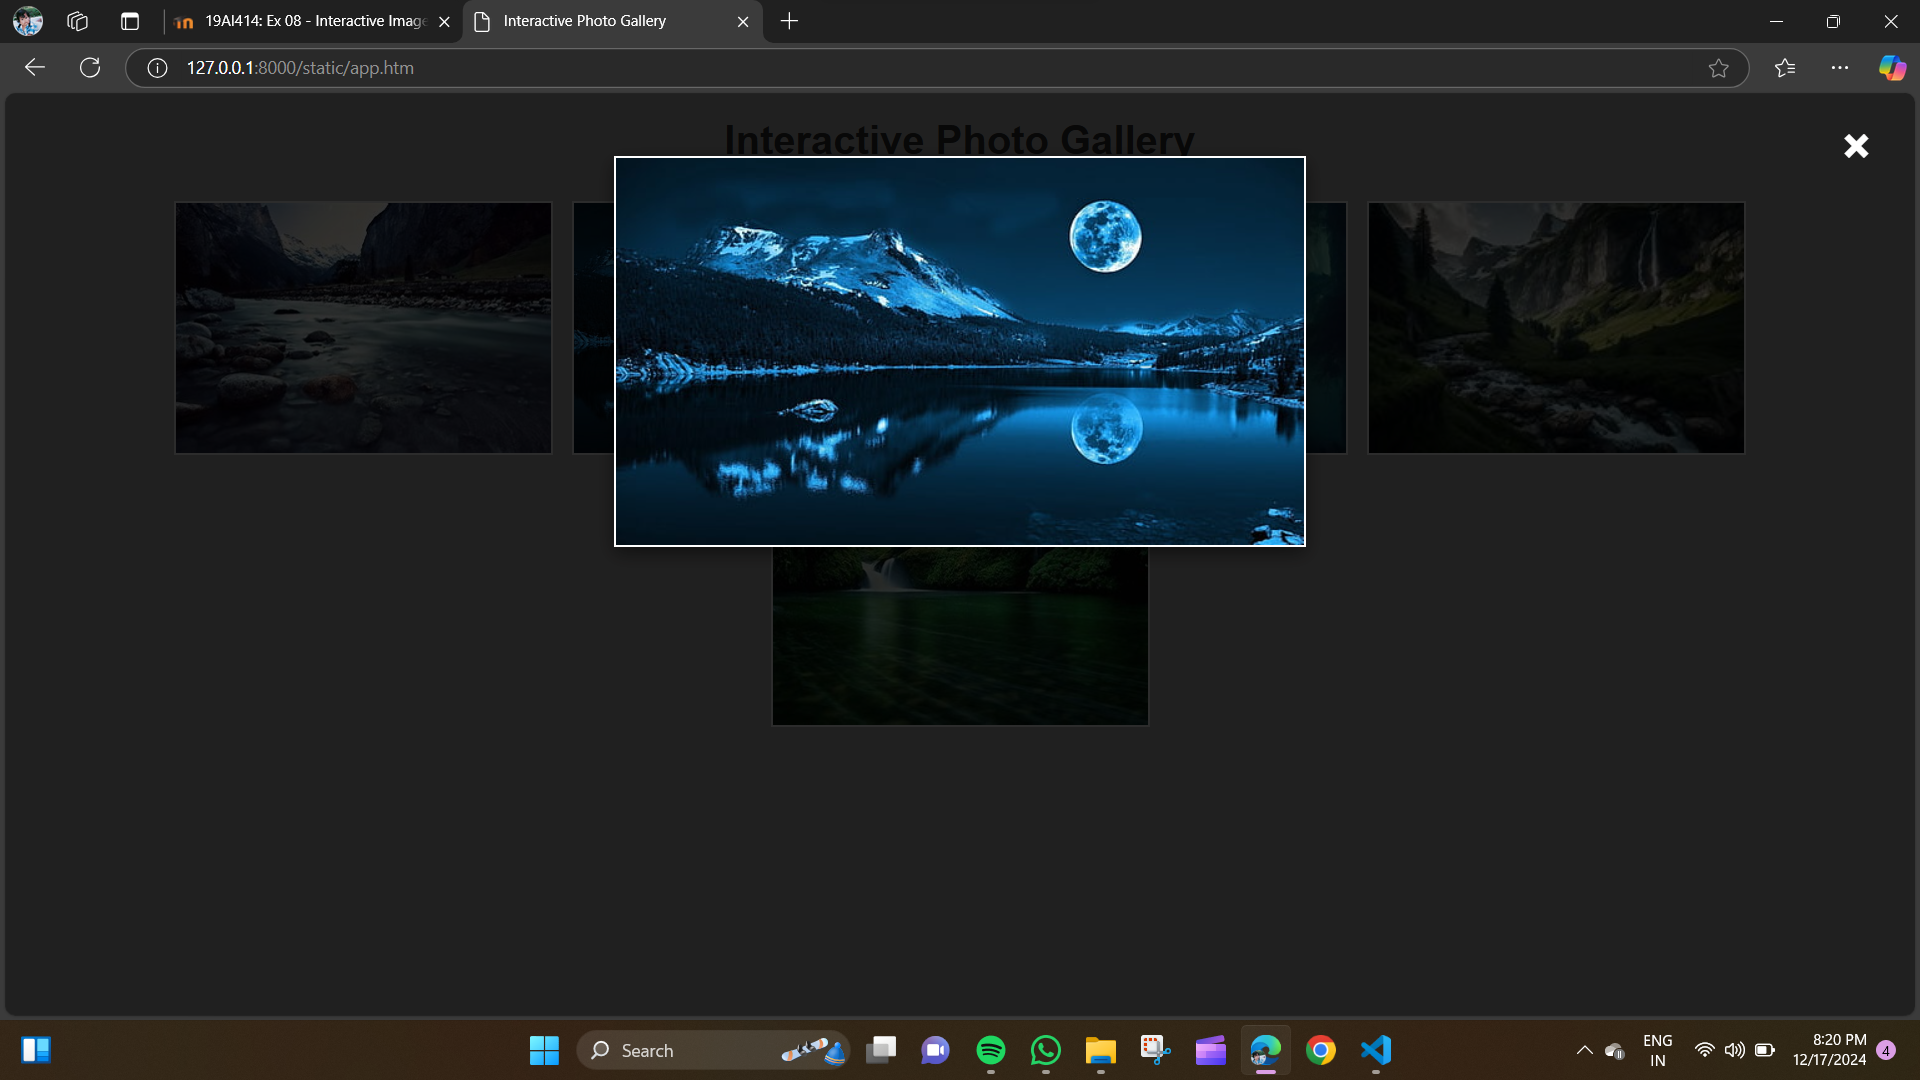 19AI414: Ex 08 - Interactive Image
Interactive Photo Gallery
127.0.0.1:8000/static/app.htm
Interactive Photo Gallery
Search
ENG
IN
8:20 PM
12/17/2024
4